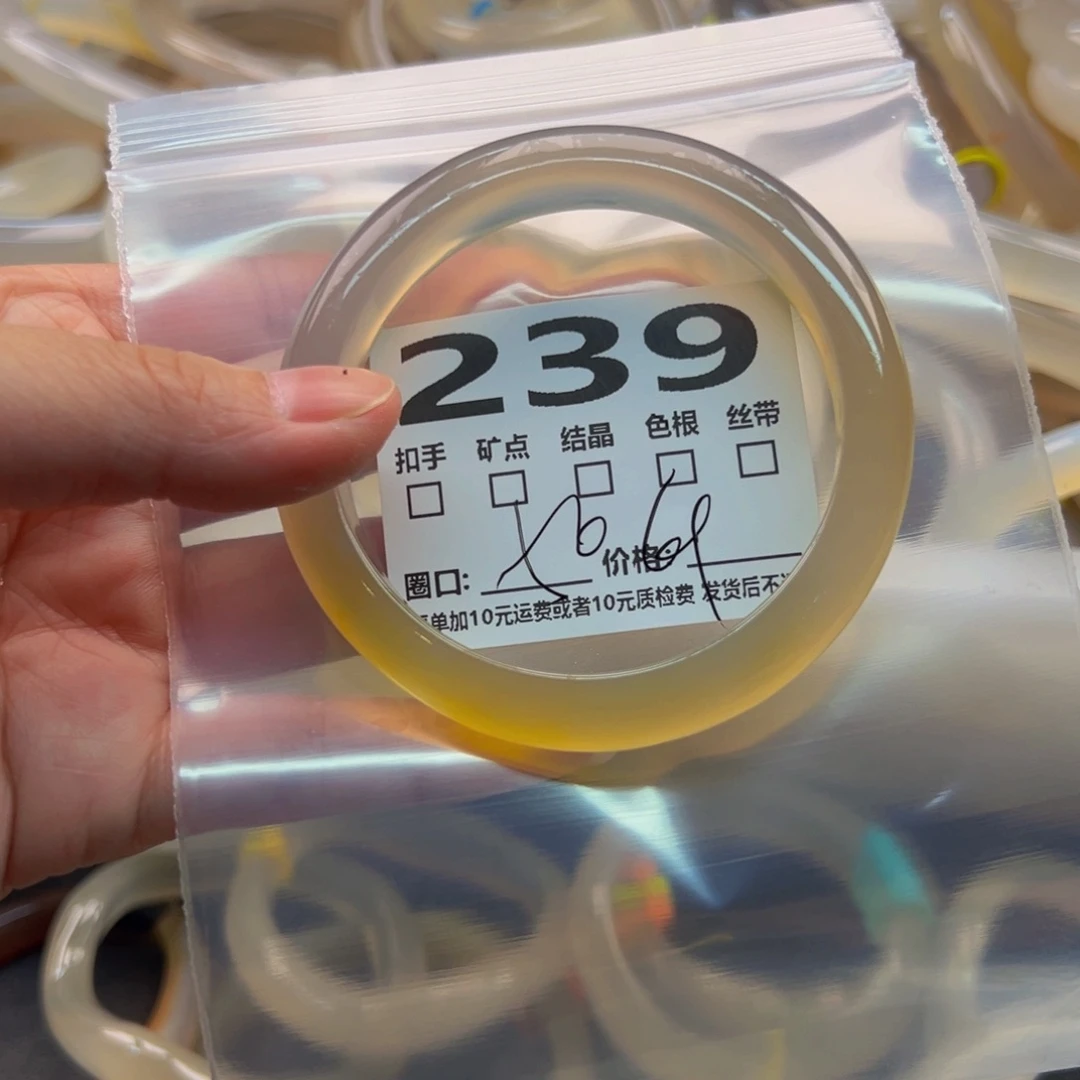 239
扣手 矿点 结晶 色根 丝带
圈口: 价格:
单加10元运费或者10元质检费 发货后不